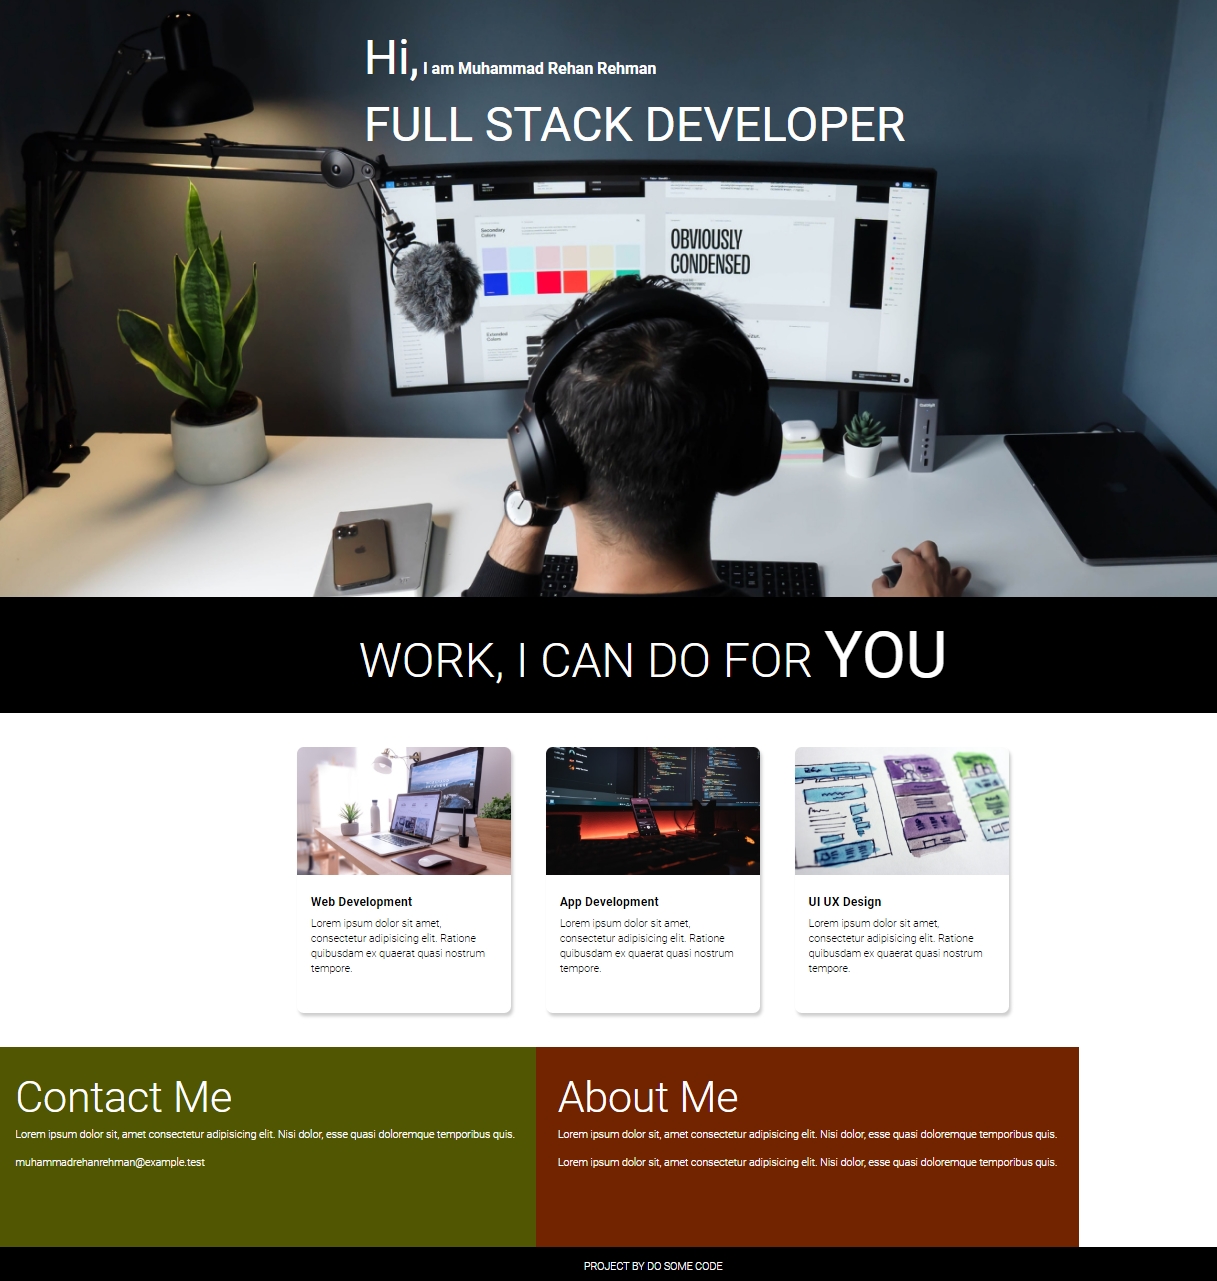 Hi, I am Muhammad Rehan Rehman
FULL STACK DEVELOPER
Secondary
Colors
OBVIOUSLY
CONDENSED
Extended
Colors
WORK, I CAN DO FOR YOU
Web Development
Lorem ipsum dolor sit amet,
consectetur adipisicing elit. Ratione
quibusdam ex quaerat quasi nostrum
tempore.
App Development
Lorem ipsum dolor sit amet,
consectetur adipisicing elit. Ratione
quibusdam ex quaerat quasi nostrum
tempore.
UI UX Design
Lorem ipsum dolor sit amet,
consectetur adipisicing elit. Ratione
quibusdam ex quaerat quasi nostrum
tempore.
Contact Me
Lorem ipsum dolor sit, amet consectetur adipisicing elit. Nisi dolor, esse quasi doloremque temporibus quis.
muhammadrehanrehman@example.test
About Me
Lorem ipsum dolor sit, amet consectetur adipisicing elit. Nisi dolor, esse quasi doloremque temporibus quis.
Lorem ipsum dolor sit, amet consectetur adipisicing elit. Nisi dolor, esse quasi doloremque temporibus quis.
PROJECT BY DO SOME CODE